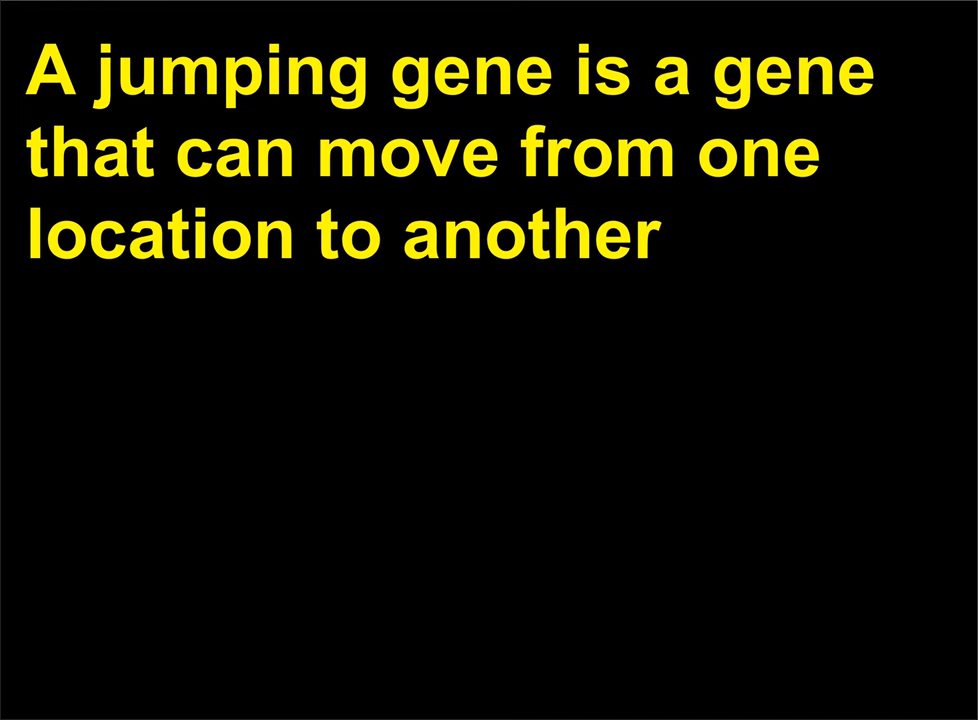 A jumping gene is a gene
that can move from one
location to another